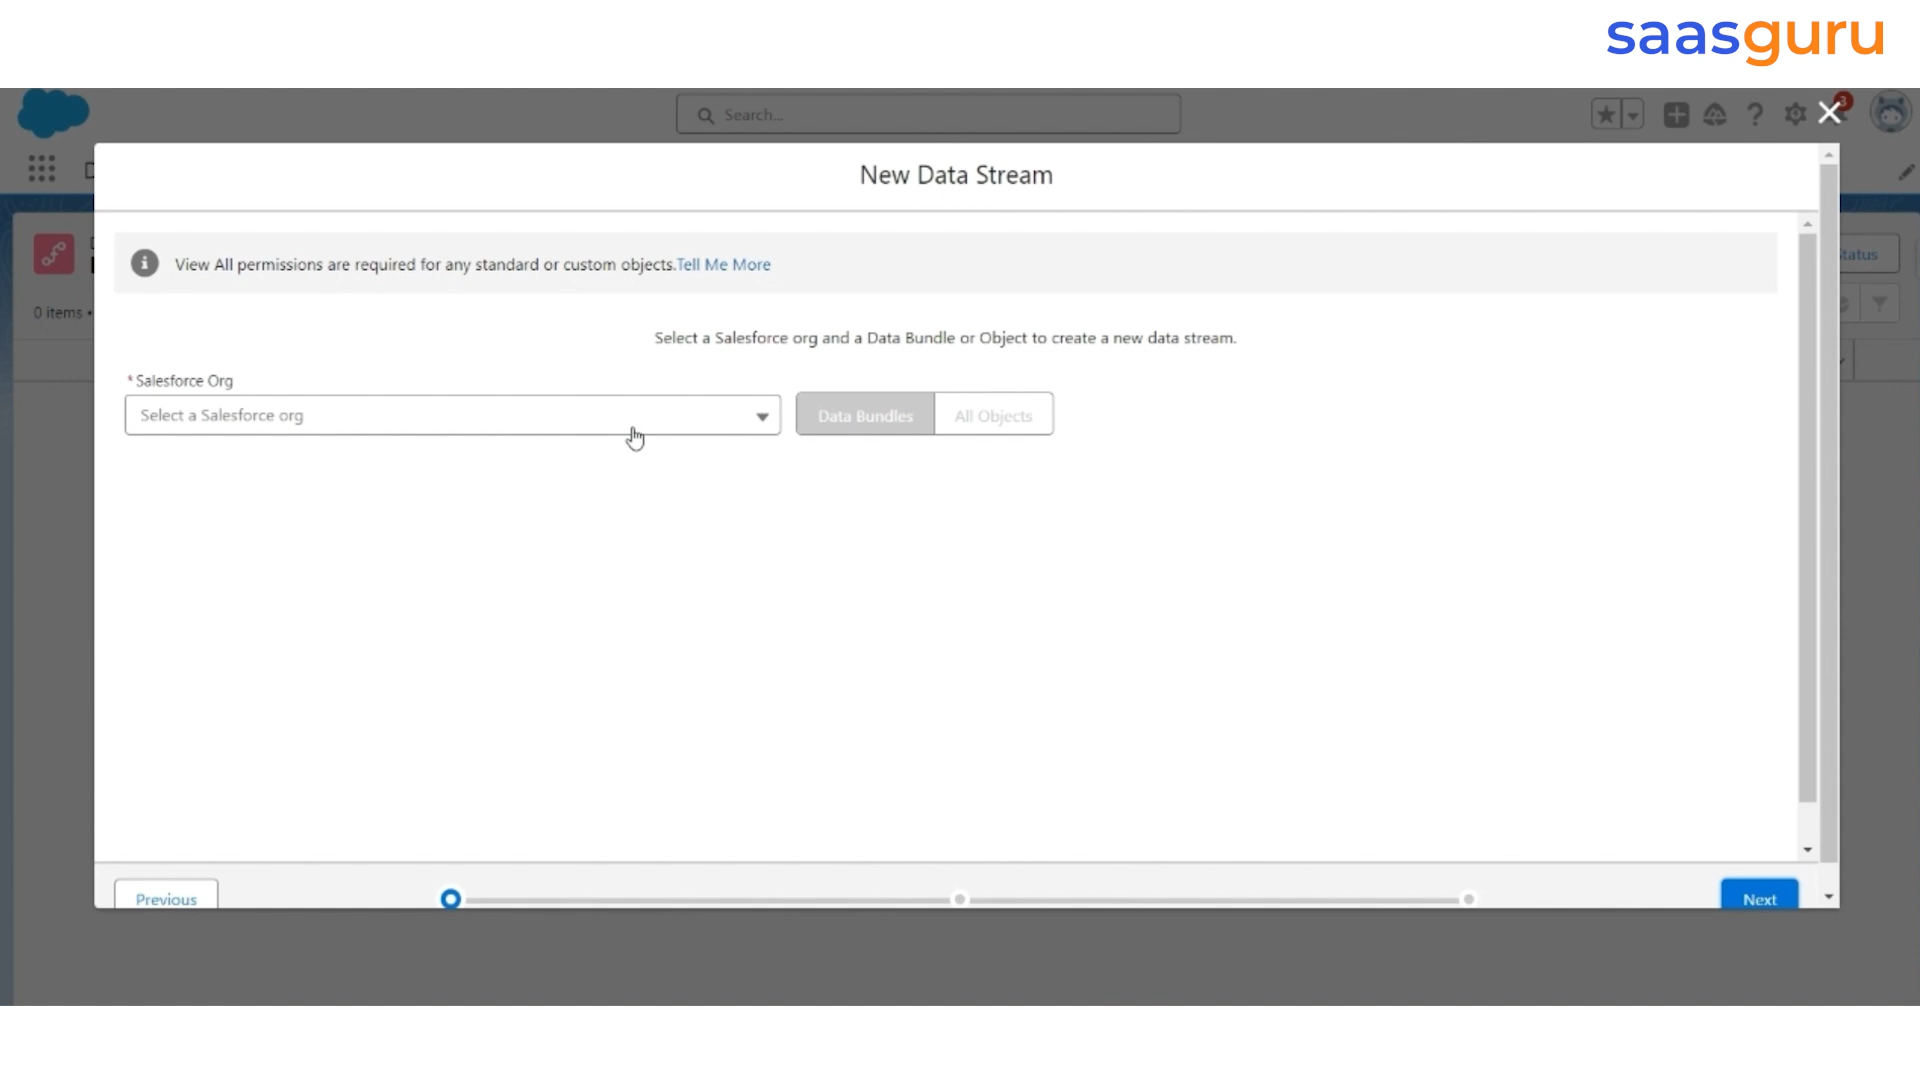 saasguru
Search...
3
New Data Stream
View All permissions are required for any standard or custom objects.Tell Me More
0 items •
Select a Salesforce org and a Data Bundle or Object to create a new data stream.
* Salesforce Org
Select a Salesforce org
Data Bundles
All Objects
Previous
Next